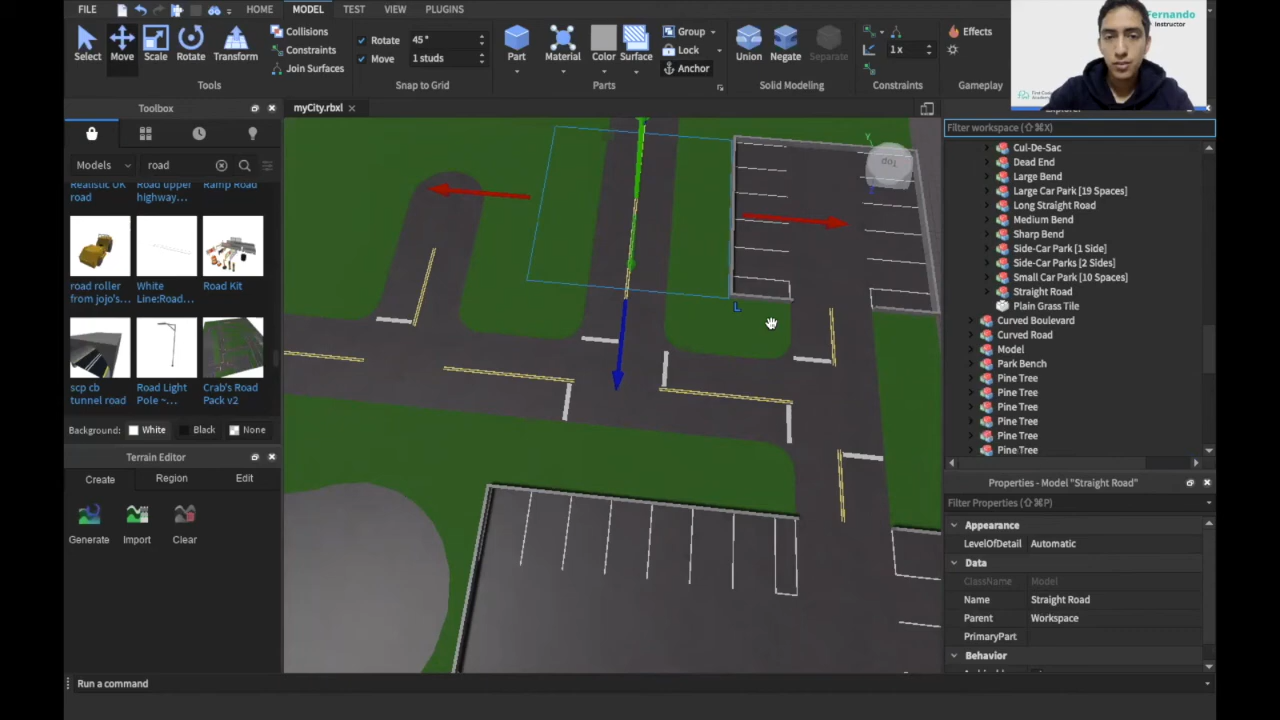 FILE
HOME
MODEL
TEST
VIEW
PLUGINS
Select
Move
Scale
Rotate
Transform
Tools
Collisions
Constraints
Join Surfaces
Rotate 45 °
Move 1 studs
Snap to Grid
Part
Material
Color
Surface
Group
Lock
Anchor
Parts
Union
Negate
Separate
Solid Modeling
1 x
Constraints
Effects
Gameplay
Fernando
Instructor
Toolbox
myCity.rbxl
Models
road
Realistic UK road
Road upper highway...
Ramp Road
road roller from jojo's...
White Line:Road...
Road Kit
scp cb tunnel road
Road Light Pole ~...
Crab's Road Pack v2
Background:
White
Black
None
Terrain Editor
Create
Region
Edit
Generate
Import
Clear
Y
Top
L
Filter workspace (⇧⌘X)
Cul-De-Sac
Dead End
Large Bend
Large Car Park [19 Spaces]
Long Straight Road
Medium Bend
Sharp Bend
Side-Car Park [1 Side]
Side-Car Parks [2 Sides]
Small Car Park [10 Spaces]
Straight Road
Plain Grass Tile
Curved Boulevard
Curved Road
Model
Park Bench
Pine Tree
Pine Tree
Pine Tree
Pine Tree
Pine Tree
Pine Tree
Properties - Model "Straight Road"
Filter Properties (⇧⌘P)
Appearance
LevelOfDetail Automatic
Data
ClassName Model
Name Straight Road
Parent Workspace
PrimaryPart
Behavior
Run a command